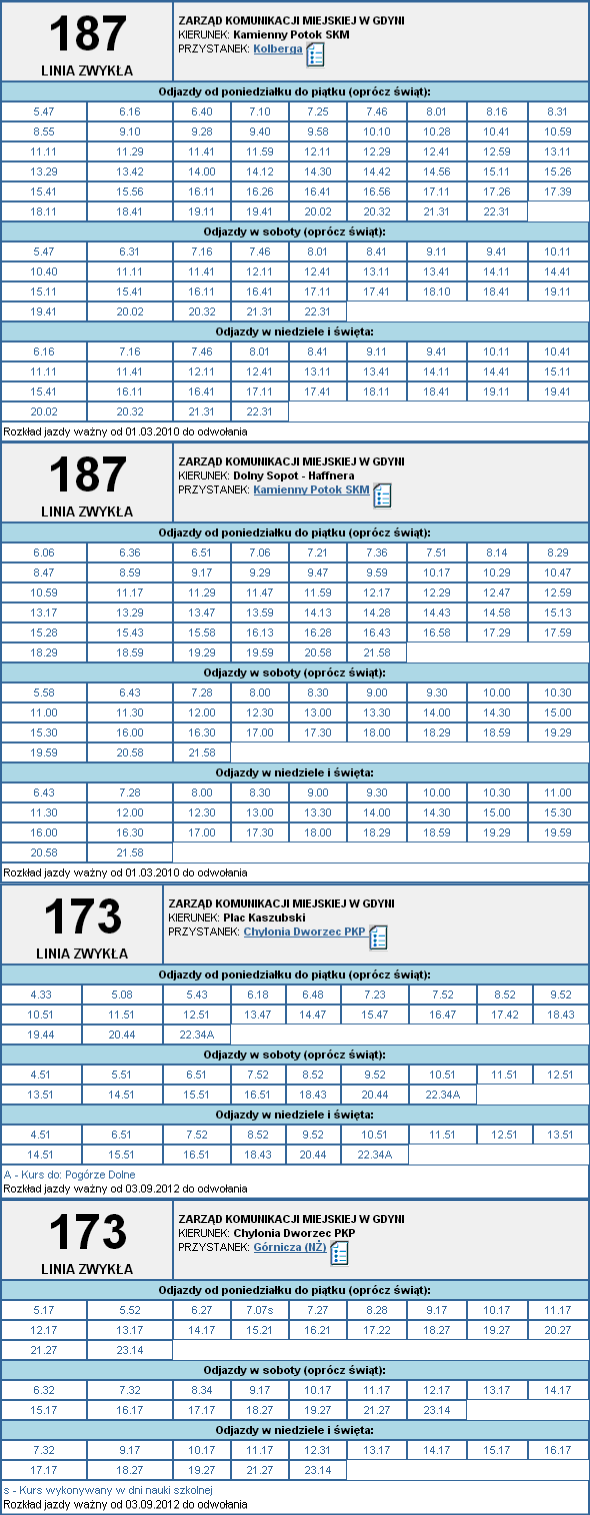 187
LINIA ZWYKŁA
ZARZĄD KOMUNIKACJI MIEJSKIEJ W GDYNI
KIERUNEK: Kamienny Potok SKM
PRZYSTANEK: Kolberga
Odjazdy od poniedziałku do piątku (oprócz świąt):
5.47 6.16 6.40 7.10 7.25 7.46 8.01 8.16 8.31
8.55 9.10 9.28 9.40 9.58 10.10 10.28 10.41 10.59
11.11 11.29 11.41 11.59 12.11 12.29 12.41 12.59 13.11
13.29 13.42 14.00 14.12 14.30 14.42 14.56 15.11 15.26
15.41 15.56 16.11 16.26 16.41 16.56 17.11 17.26 17.39
18.11 18.41 19.11 19.41 20.02 20.32 21.31 22.31
Odjazdy w soboty (oprócz świąt):
5.47 6.31 7.16 7.46 8.01 8.41 9.11 9.41 10.11
10.40 11.11 11.41 12.11 12.41 13.11 13.41 14.11 14.41
15.11 15.41 16.11 16.41 17.11 17.41 18.10 18.41 19.11
19.41 20.02 20.32 21.31 22.31
Odjazdy w niedziele i święta:
6.16 7.16 7.46 8.01 8.41 9.11 9.41 10.11 10.41
11.11 11.41 12.11 12.41 13.11 13.41 14.11 14.41 15.11
15.41 16.11 16.41 17.11 17.41 18.11 18.41 19.11 19.41
20.02 20.32 21.31 22.31
Rozkład jazdy ważny od 01.03.2010 do odwołania
187
LINIA ZWYKŁA
ZARZĄD KOMUNIKACJI MIEJSKIEJ W GDYNI
KIERUNEK: Dolny Sopot - Haffnera
PRZYSTANEK: Kamienny Potok SKM
Odjazdy od poniedziałku do piątku (oprócz świąt):
6.06 6.36 6.51 7.06 7.21 7.36 7.51 8.14 8.29
8.47 8.59 9.17 9.29 9.47 9.59 10.17 10.29 10.47
10.59 11.17 11.29 11.47 11.59 12.17 12.29 12.47 12.59
13.17 13.29 13.47 13.59 14.13 14.28 14.43 14.58 15.13
15.28 15.43 15.58 16.13 16.28 16.43 16.58 17.29 17.59
18.29 18.59 19.29 19.59 20.58 21.58
Odjazdy w soboty (oprócz świąt):
5.58 6.43 7.28 8.00 8.30 9.00 9.30 10.00 10.30
11.00 11.30 12.00 12.30 13.00 13.30 14.00 14.30 15.00
15.30 16.00 16.30 17.00 17.30 18.00 18.29 18.59 19.29
19.59 20.58 21.58
Odjazdy w niedziele i święta:
6.43 7.28 8.00 8.30 9.00 9.30 10.00 10.30 11.00
11.30 12.00 12.30 13.00 13.30 14.00 14.30 15.00 15.30
16.00 16.30 17.00 17.30 18.00 18.29 18.59 19.29 19.59
20.58 21.58
Rozkład jazdy ważny od 01.03.2010 do odwołania
173
LINIA ZWYKŁA
ZARZĄD KOMUNIKACJI MIEJSKIEJ W GDYNI
KIERUNEK: Plac Kaszubski
PRZYSTANEK: Chylonia Dworzec PKP
Odjazdy od poniedziałku do piątku (oprócz świąt):
4.33 5.08 5.43 6.18 6.48 7.23 7.52 8.52 9.52
10.51 11.51 12.51 13.47 14.47 15.47 16.47 17.42 18.43
19.44 20.44 22.34A
Odjazdy w soboty (oprócz świąt):
4.51 5.51 6.51 7.52 8.52 9.52 10.51 11.51 12.51
13.51 14.51 15.51 16.51 18.43 20.44 22.34A
Odjazdy w niedziele i święta:
4.51 6.51 7.52 8.52 9.52 10.51 11.51 12.51 13.51
14.51 15.51 16.51 18.43 20.44 22.34A
A - Kurs do: Pogórze Dolne
Rozkład jazdy ważny od 03.09.2012 do odwołania
173
LINIA ZWYKŁA
ZARZĄD KOMUNIKACJI MIEJSKIEJ W GDYNI
KIERUNEK: Chylonia Dworzec PKP
PRZYSTANEK: Górnicza (NŻ)
Odjazdy od poniedziałku do piątku (oprócz świąt):
5.17 5.52 6.27 7.07s 7.27 8.28 9.17 10.17 11.17
12.17 13.17 14.17 15.21 16.21 17.22 18.27 19.27 20.27
21.27 23.14
Odjazdy w soboty (oprócz świąt):
6.32 7.32 8.34 9.17 10.17 11.17 12.17 13.17 14.17
15.17 16.17 17.17 18.27 19.27 21.27 23.14
Odjazdy w niedziele i święta:
7.32 9.17 10.17 11.17 12.31 13.17 14.17 15.17 16.17
17.17 18.27 19.27 21.27 23.14
s - Kurs wykonywany w dni nauki szkolnej
Rozkład jazdy ważny od 03.09.2012 do odwołania